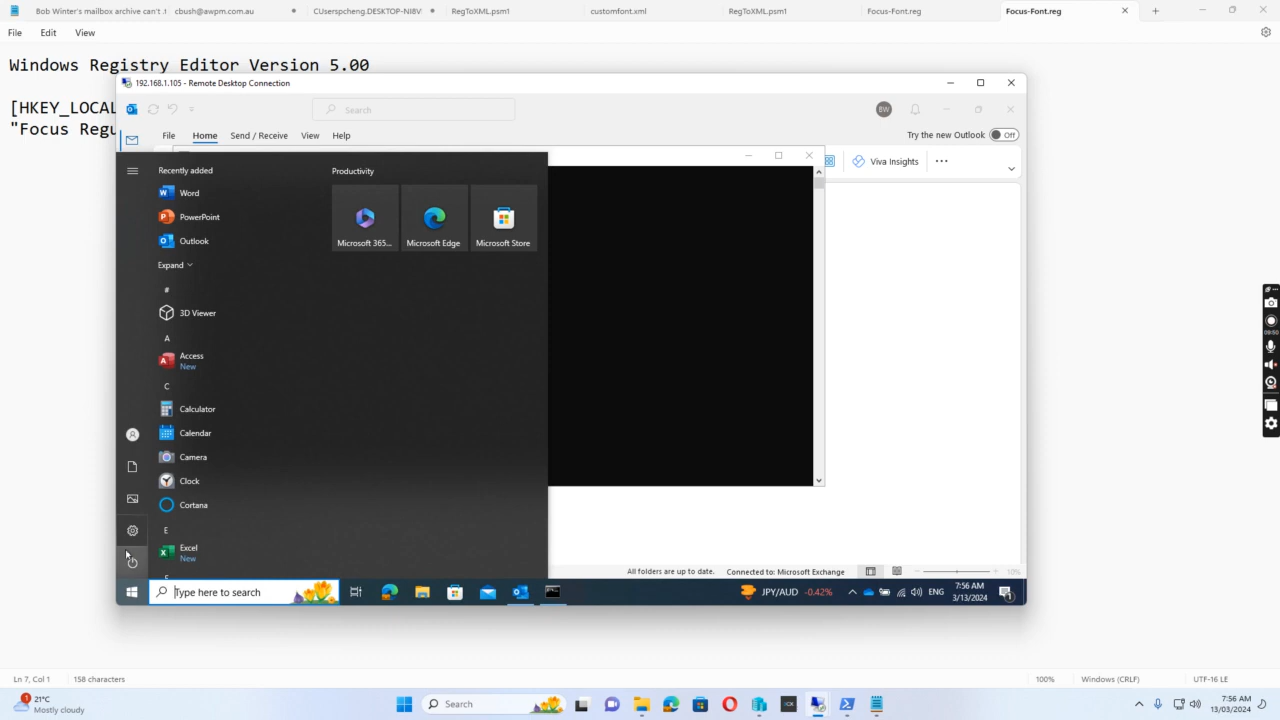 Bob Winter's mailbox archive can't
cbush@awpm.com.au
CUserspcheng.DESKTOP-NI8V
RegToXML.psm1
customfont.xml
RegToXML.psm1
Focus-Font.reg
Focus-Font.reg
File
Edit
View
Windows Registry Editor Version 5.00
[HKEY_LOCAL
"Focus Regu
192.168.1.105 - Remote Desktop Connection
Search
BW
File
Home
Send / Receive
View
Help
Try the new Outlook
Off
Viva Insights
Recently added
Word
PowerPoint
Outlook
Expand
#
3D Viewer
A
Access
New
C
Calculator
Calendar
Camera
Clock
Cortana
E
Excel
New
Productivity
Microsoft 365...
Microsoft Edge
Microsoft Store
All folders are up to date.
Connected to: Microsoft Exchange
10%
Type here to search
JPY/AUD -0.42%
ENG
7:56 AM
3/13/2024
1
09:50
Ln 7, Col 1
158 characters
100%
Windows (CRLF)
UTF-16 LE
1
21°C
Mostly cloudy
Search
7:56 AM
13/03/2024